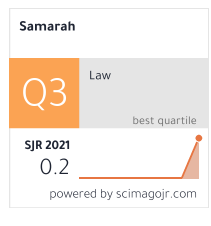 Samarah
Q3
Law
best quartile
SJR 2021
0.2
powered by scimagojr.com